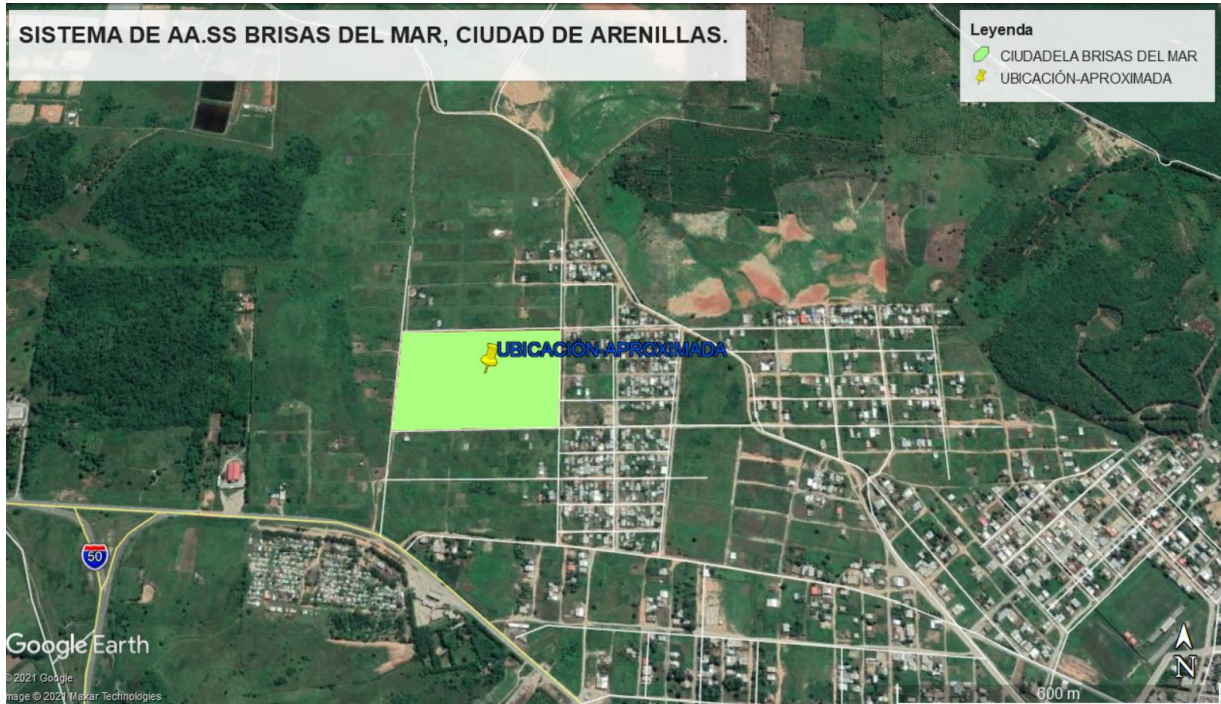 SISTEMA DE AA.SS BRISAS DEL MAR, CIUDAD DE ARENILLAS.
Leyenda
CIUDADELA BRISAS DEL MAR
UBICACIÓN-APROXIMADA
UBICACIÓN-APROXIMADA
50
Google Earth
© 2021 Google
mage © 2021 Maxar Technologies
N
600 m